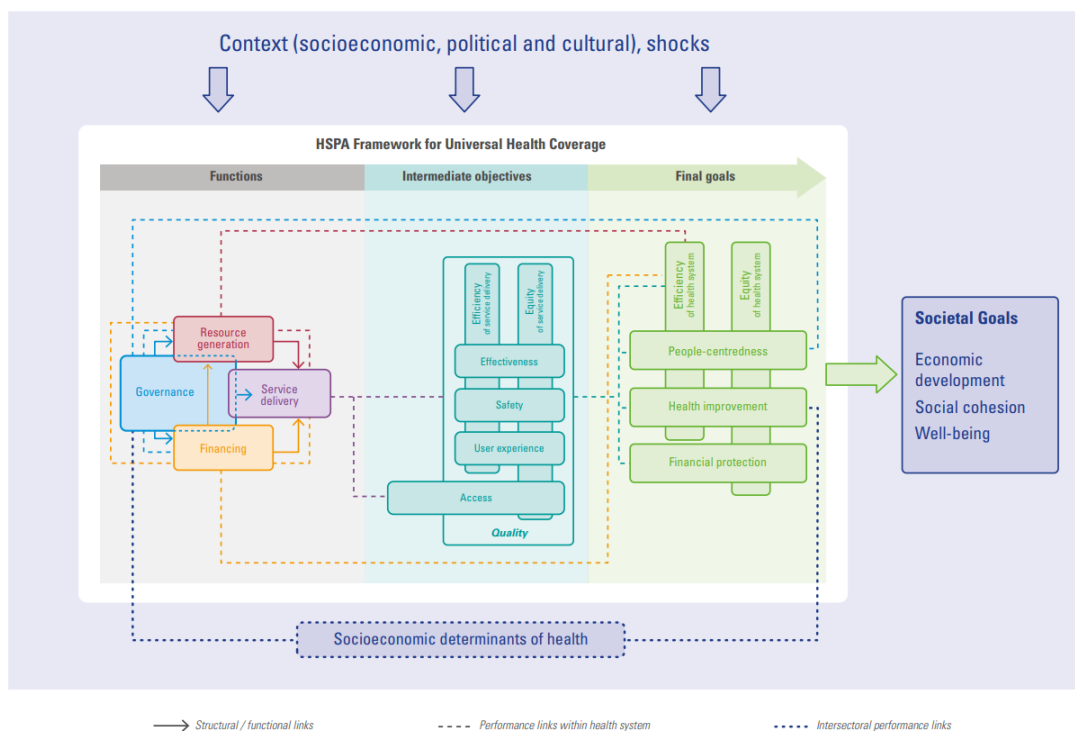 Context (socioeconomic, political and cultural), shocks
HSPA Framework for Universal Health Coverage
Functions
Intermediate objectives
Final goals
Resource
generation
Governance
Service
delivery
Financing
Efficiency
of service delivery
Equity
of service delivery
Effectiveness
Safety
User experience
Access
Quality
Efficiency
of health system
Equity
of health system
People-centredness
Health improvement
Financial protection
Societal Goals
Economic
development
Social cohesion
Well-being
Socioeconomic determinants of health
Structural / functional links
Performance links within health system
Intersectoral performance links